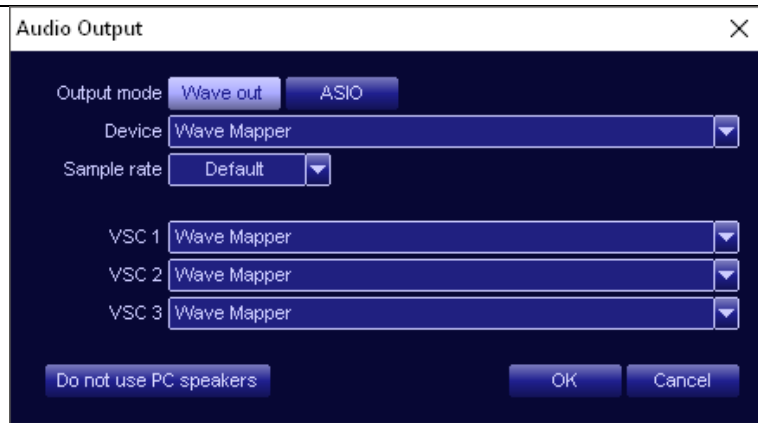 Audio Output
Output mode Wave out ASIO
Device Wave Mapper
Sample rate Default
VSC 1 Wave Mapper
VSC 2 Wave Mapper
VSC 3 Wave Mapper
Do not use PC speakers OK Cancel